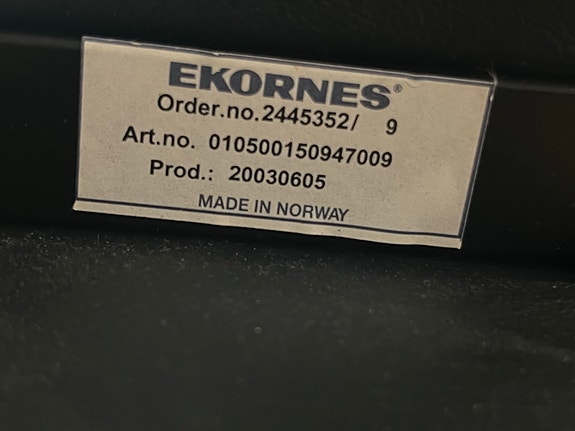 EKORNES®
Order.no.2445352/ 9
Art.no. 010500150947009
Prod.: 20030605
MADE IN NORWAY